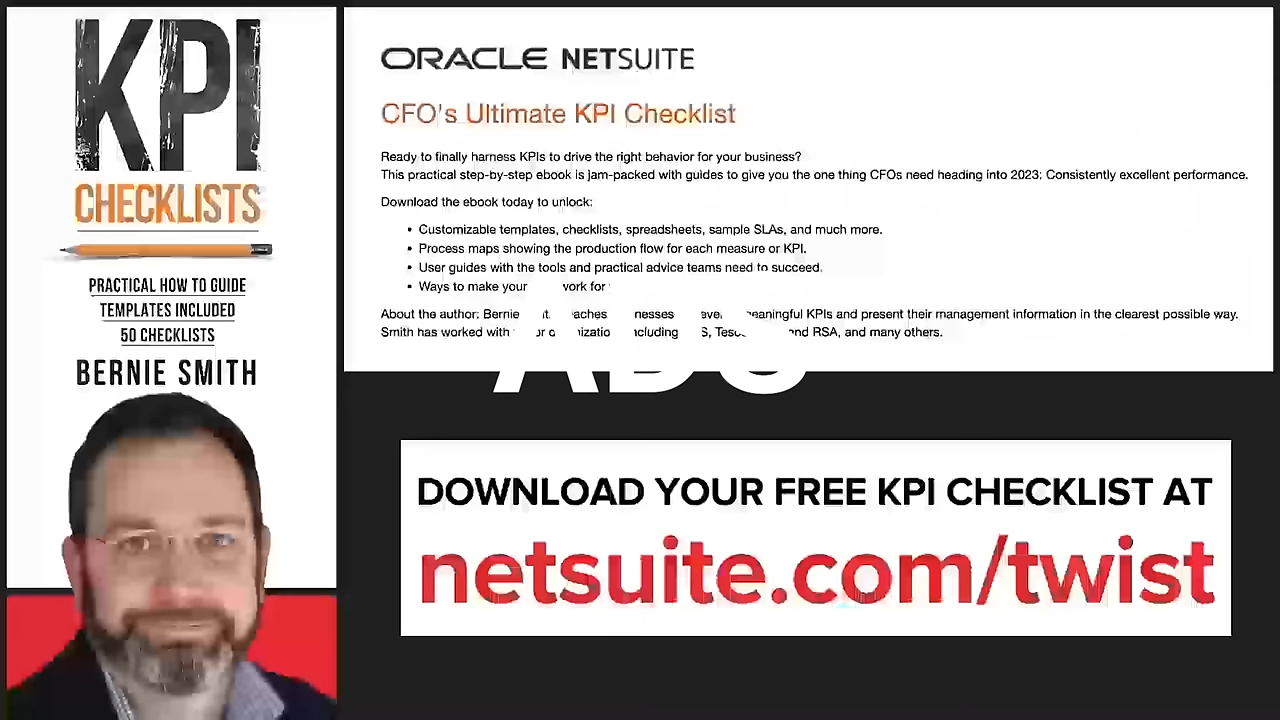 KPI
CHECKLISTS
PRACTICAL HOW TO GUIDE
TEMPLATES INCLUDED
50 CHECKLISTS
BERNIE SMITH
ORACLE NETSUITE
CFO's Ultimate KPI Checklist
Ready to finally harness KPIs to drive the right behavior for your business?
This practical step-by-step ebook is jam-packed with guides to give you the one thing CFOs need heading into 2023: Consistently excellent performance.
Download the ebook today to unlock:
• Customizable templates, checklists, spreadsheets, sample SLAs, and much more.
• Process maps showing the production flow for each measure or KPI.
• User guides with the tools and practical advice teams need to succeed.
• Ways to make your work for
About the author: Bernie meaningful KPIs and present their management information in the clearest possible way.
Smith has worked with including and RSA, and many others.
DOWNLOAD YOUR FREE KPI CHECKLIST AT
netsuite.com/twist